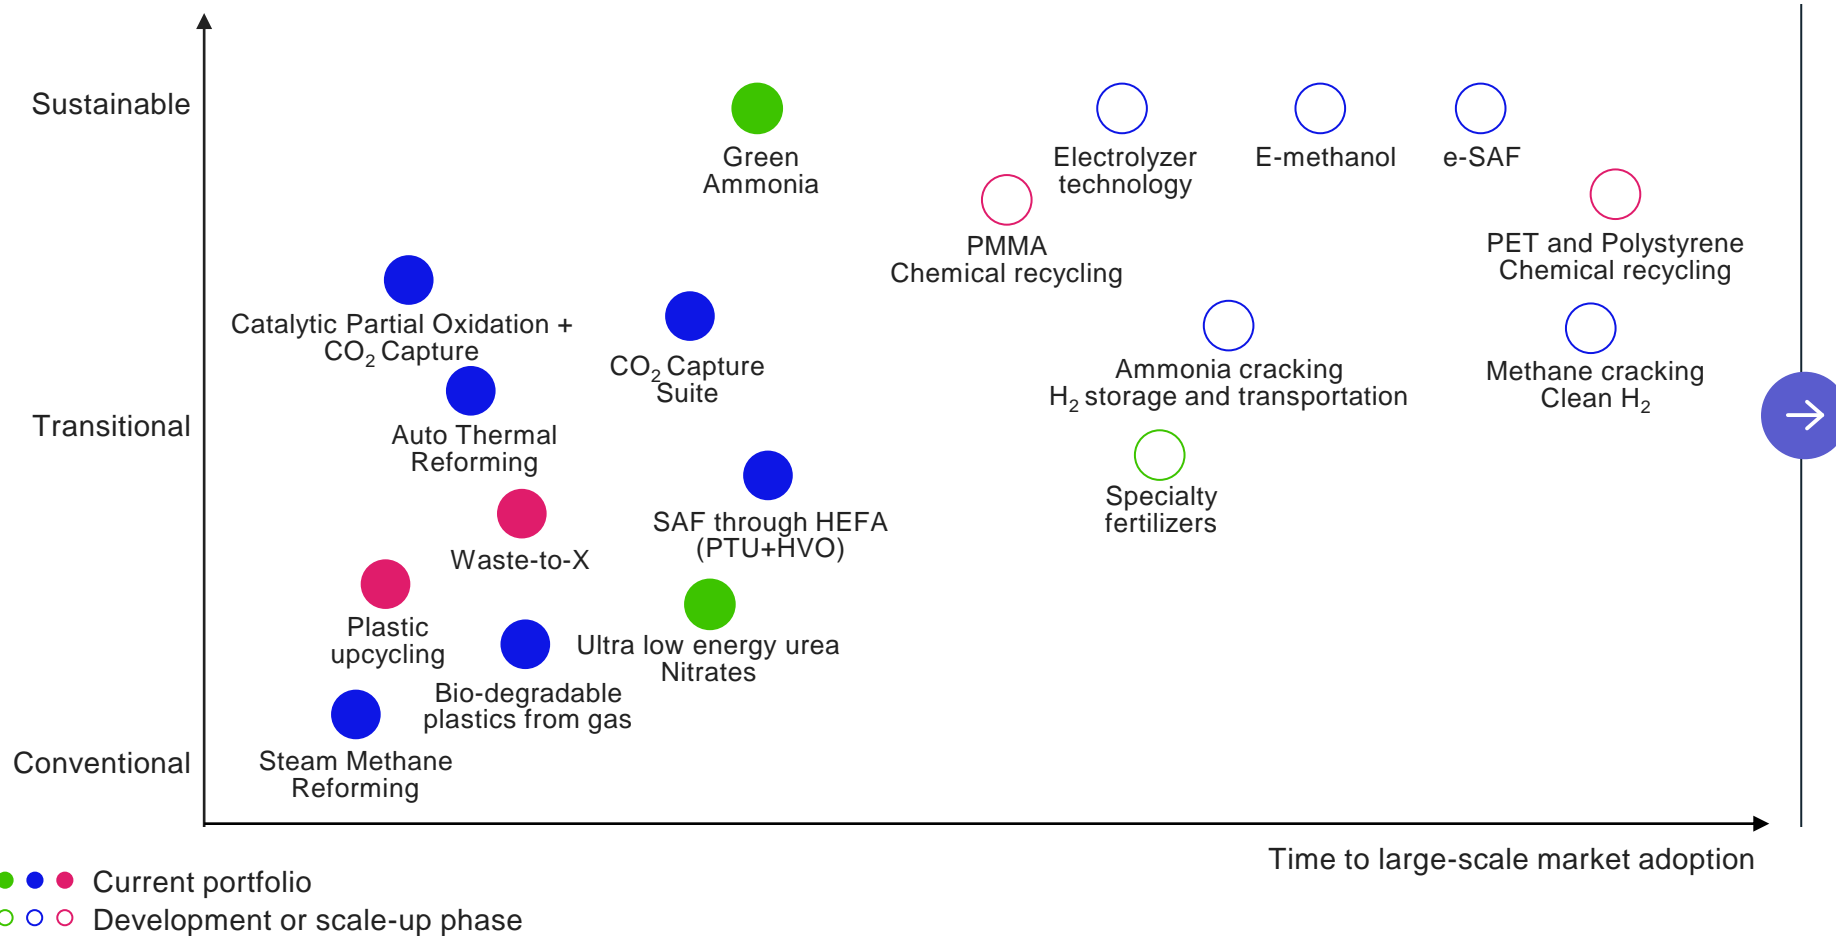 Sustainable
Green
Ammonia
Electrolyzer
technology
E-methanol
e-SAF
PMMA
Chemical recycling
PET and Polystyrene
Chemical recycling
Catalytic Partial Oxidation +
CO₂ Capture
CO₂ Capture
Suite
Ammonia cracking
H₂ storage and transportation
Methane cracking
Clean H₂
Transitional
Auto Thermal
Reforming
SAF through HEFA
(PTU+HVO)
Specialty
fertilizers
Waste-to-X
Plastic
upcycling
Ultra low energy urea
Nitrates
Bio-degradable
plastics from gas
Conventional
Steam Methane
Reforming
Time to large-scale market adoption
Current portfolio
Development or scale-up phase